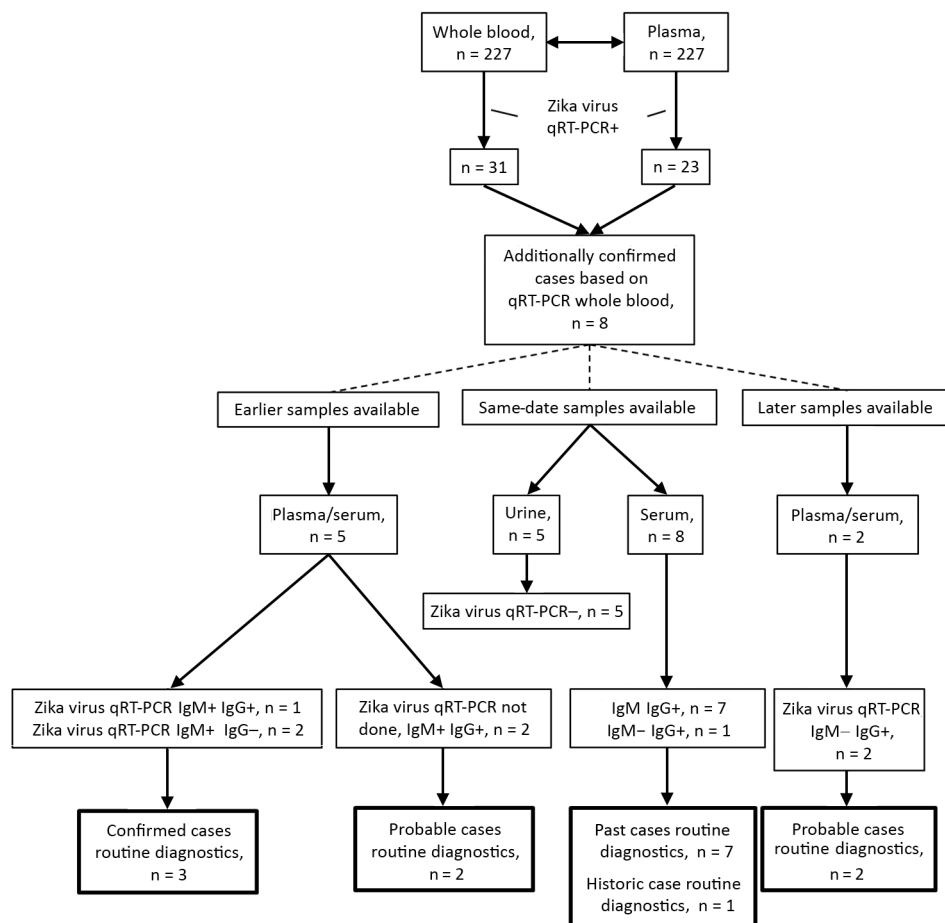 Whole blood,
n = 227
Plasma,
n = 227
Zika virus
qRT-PCR+
n = 31
n = 23
Additionally confirmed
cases based on
qRT-PCR whole blood,
n = 8
Earlier samples available
Same-date samples available
Later samples available
Plasma/serum,
n = 5
Urine,
n = 5
Serum,
n = 8
Plasma/serum,
n = 2
Zika virus qRT-PCR–, n = 5
Zika virus qRT-PCR IgM+ IgG+, n = 1
Zika virus qRT-PCR IgM+ IgG–, n = 2
Zika virus qRT-PCR not
done, IgM+ IgG+, n = 2
IgM IgG+, n = 7
IgM− IgG+, n = 1
Zika virus qRT-PCR
IgM− IgG+,
n = 2
Confirmed cases
routine diagnostics,
n = 3
Probable cases
routine diagnostics,
n = 2
Past cases routine
diagnostics, n = 7
Historic case routine
diagnostics, n = 1
Probable cases
routine diagnostics,
n = 2